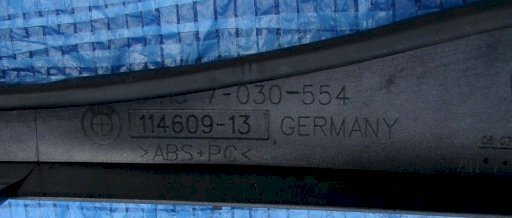 7-030-554
114609-13 GERMANY
>ABS+PC<